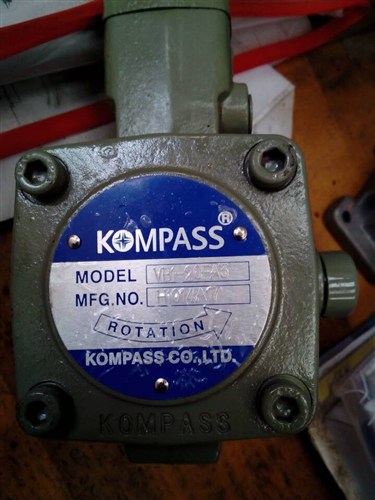 KOMPASS®
MODEL
MFG.NO.
ROTATION
KOMPASS CO.,LTD.
KOMPASS